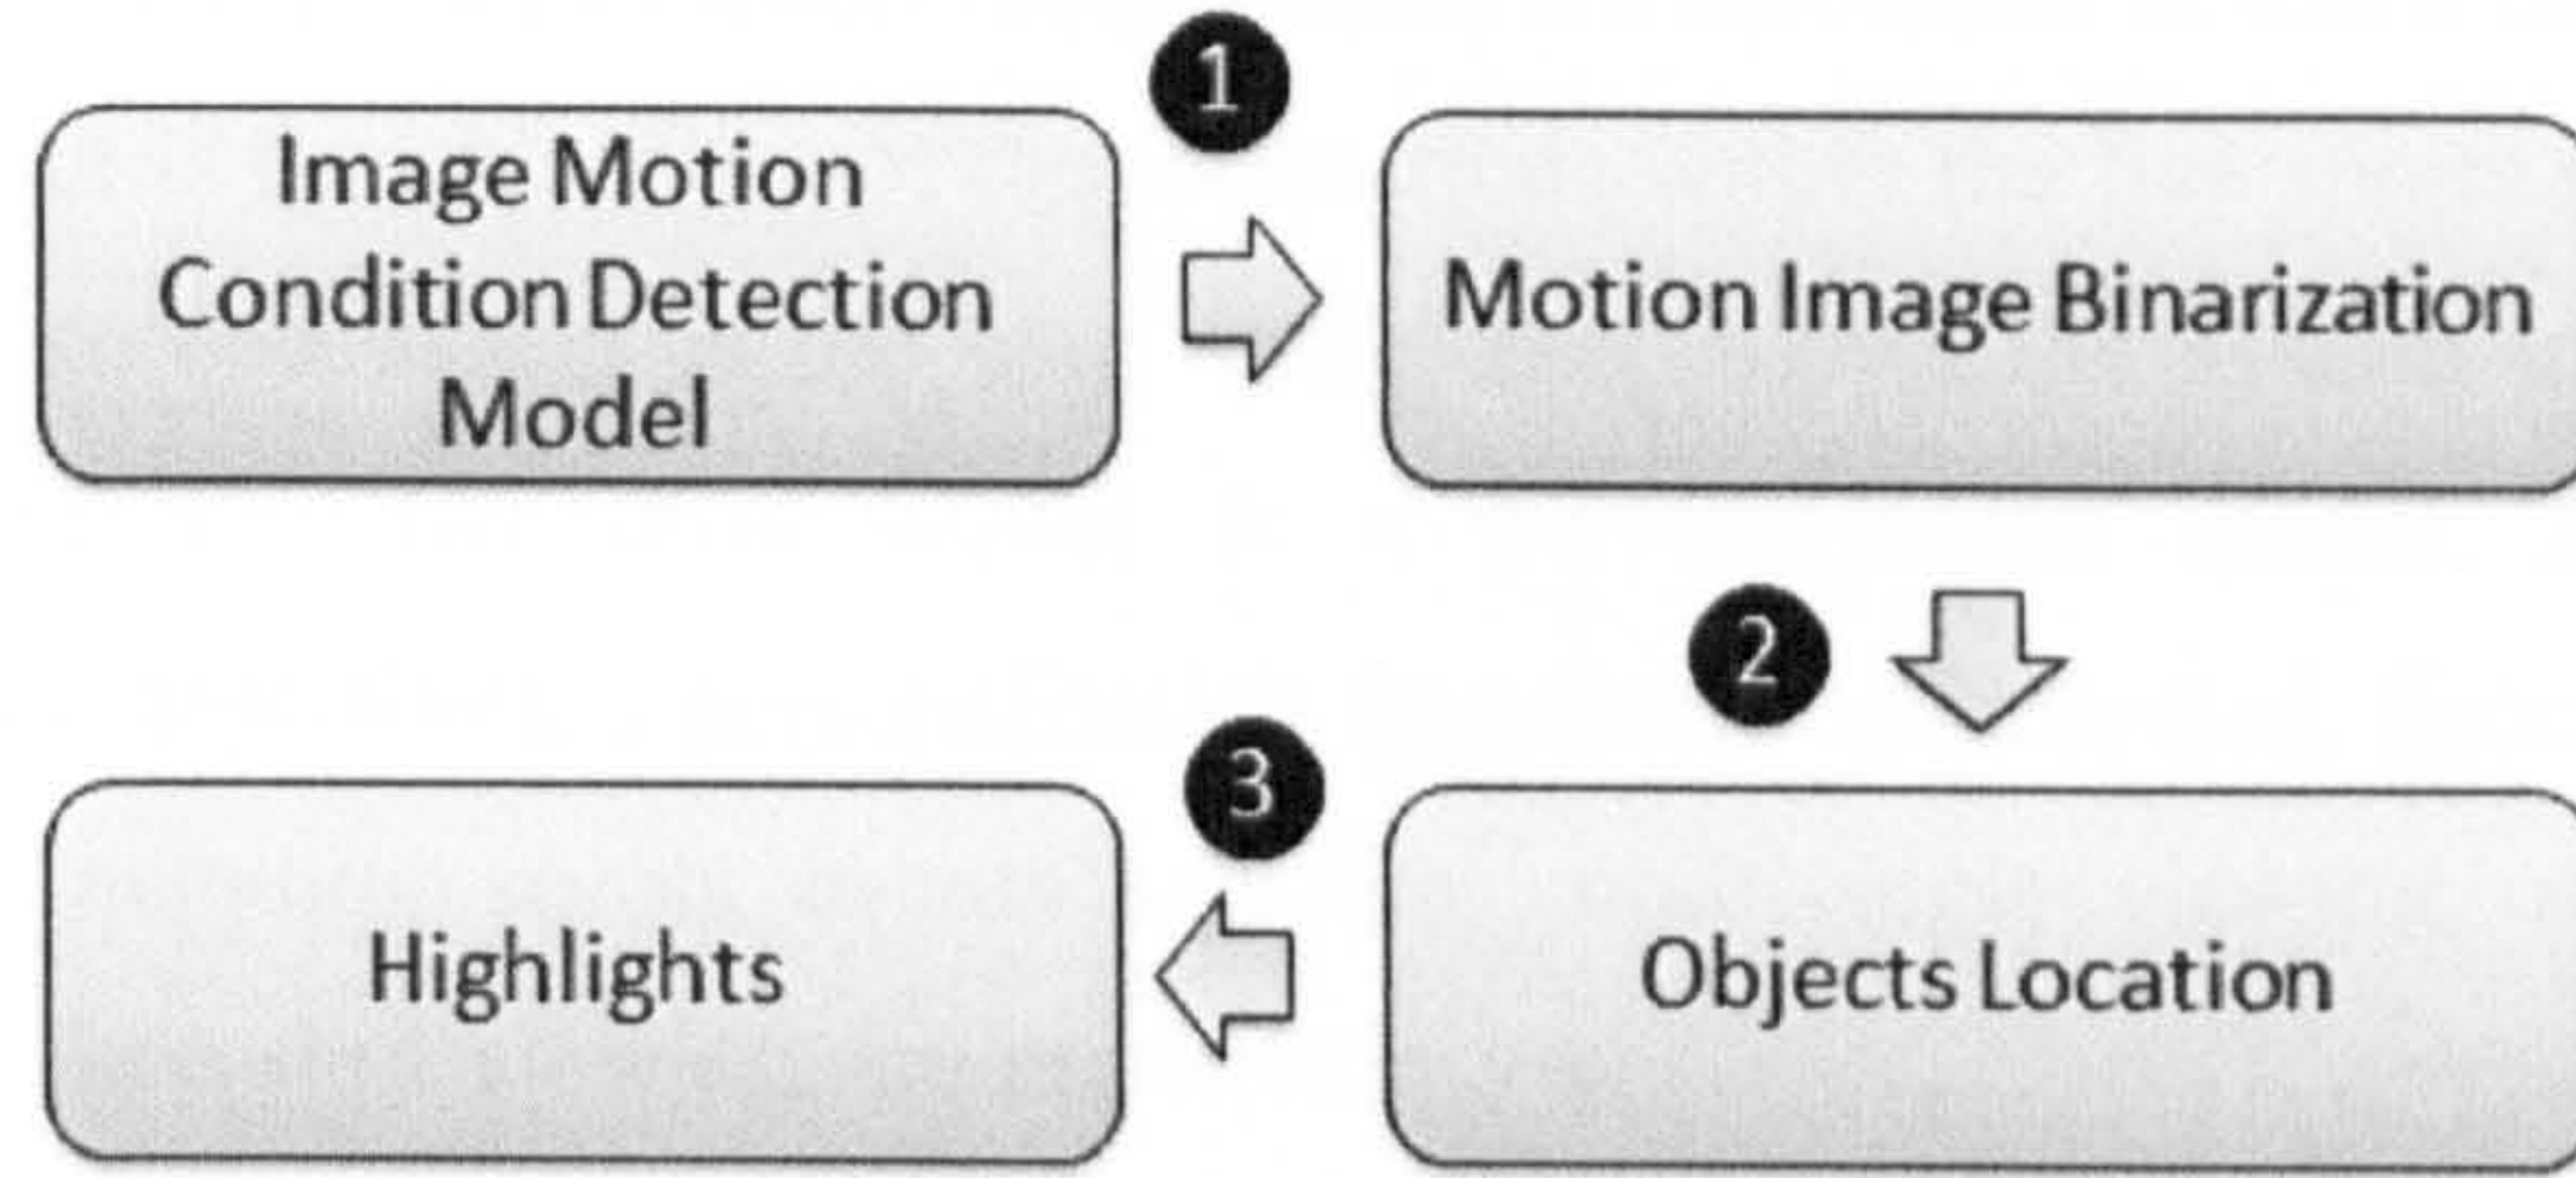 1
Image Motion
Condition Detection
Model
Motion Image Binarization
2
3
Highlights
Objects Location